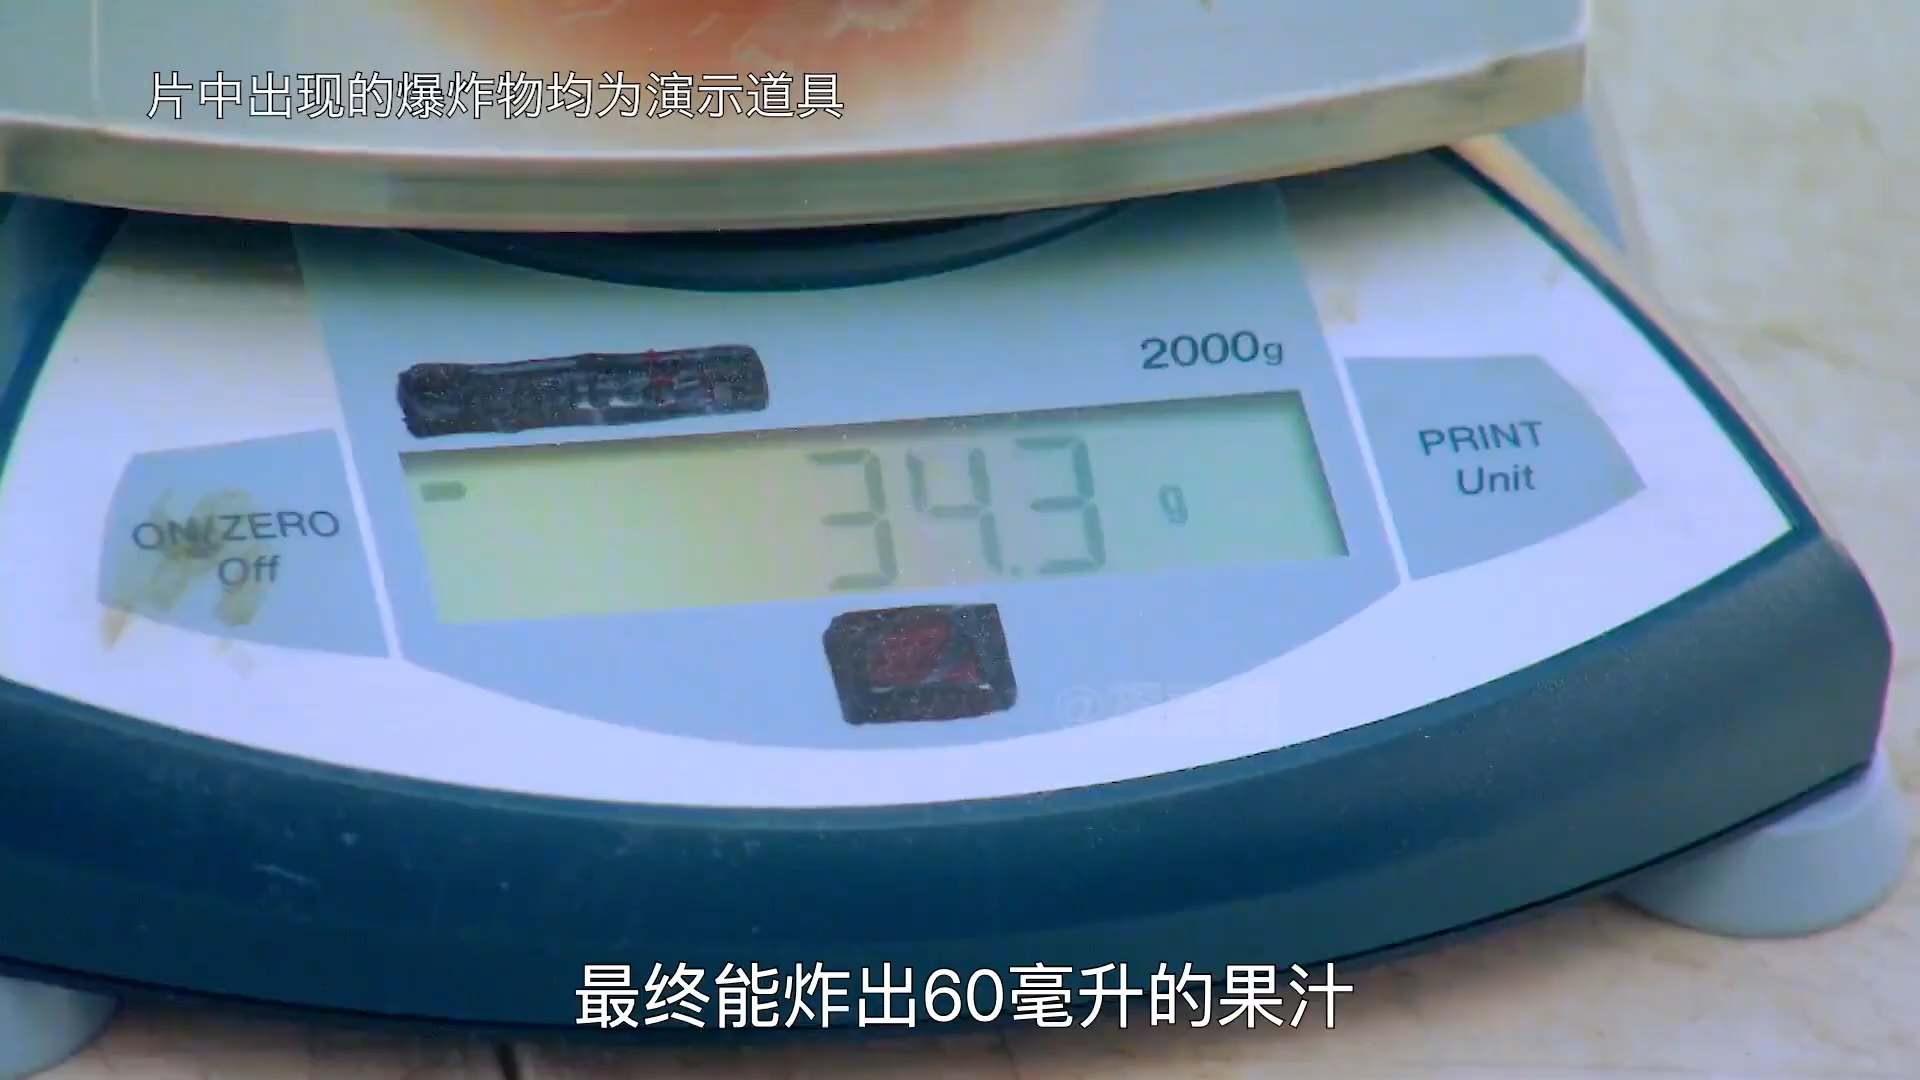 片中出现的爆炸物均为演示道具
2000g
ON/ZERO
Off
34.3 g
PRINT
Unit
最终能炸出60毫升的果汁